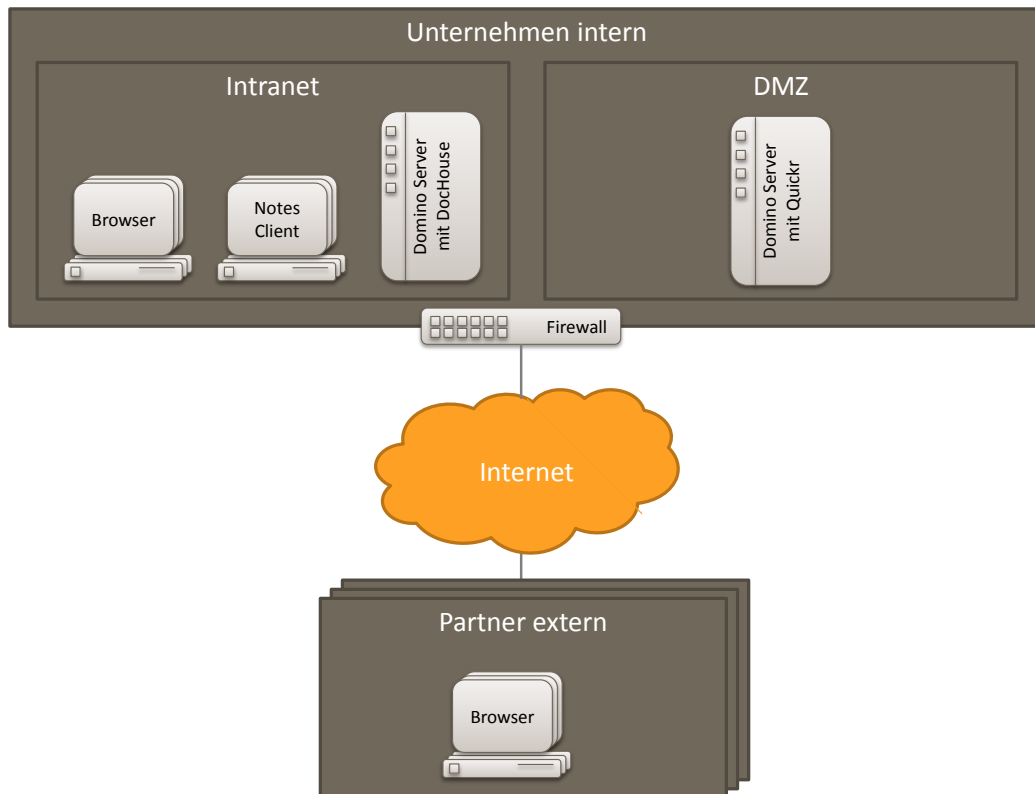 Unternehmen intern
Intranet
DMZ
Browser
Notes
Client
Domino Server
mit DocHouse
Domino Server
mit Quickr
Firewall
Internet
Partner extern
Browser